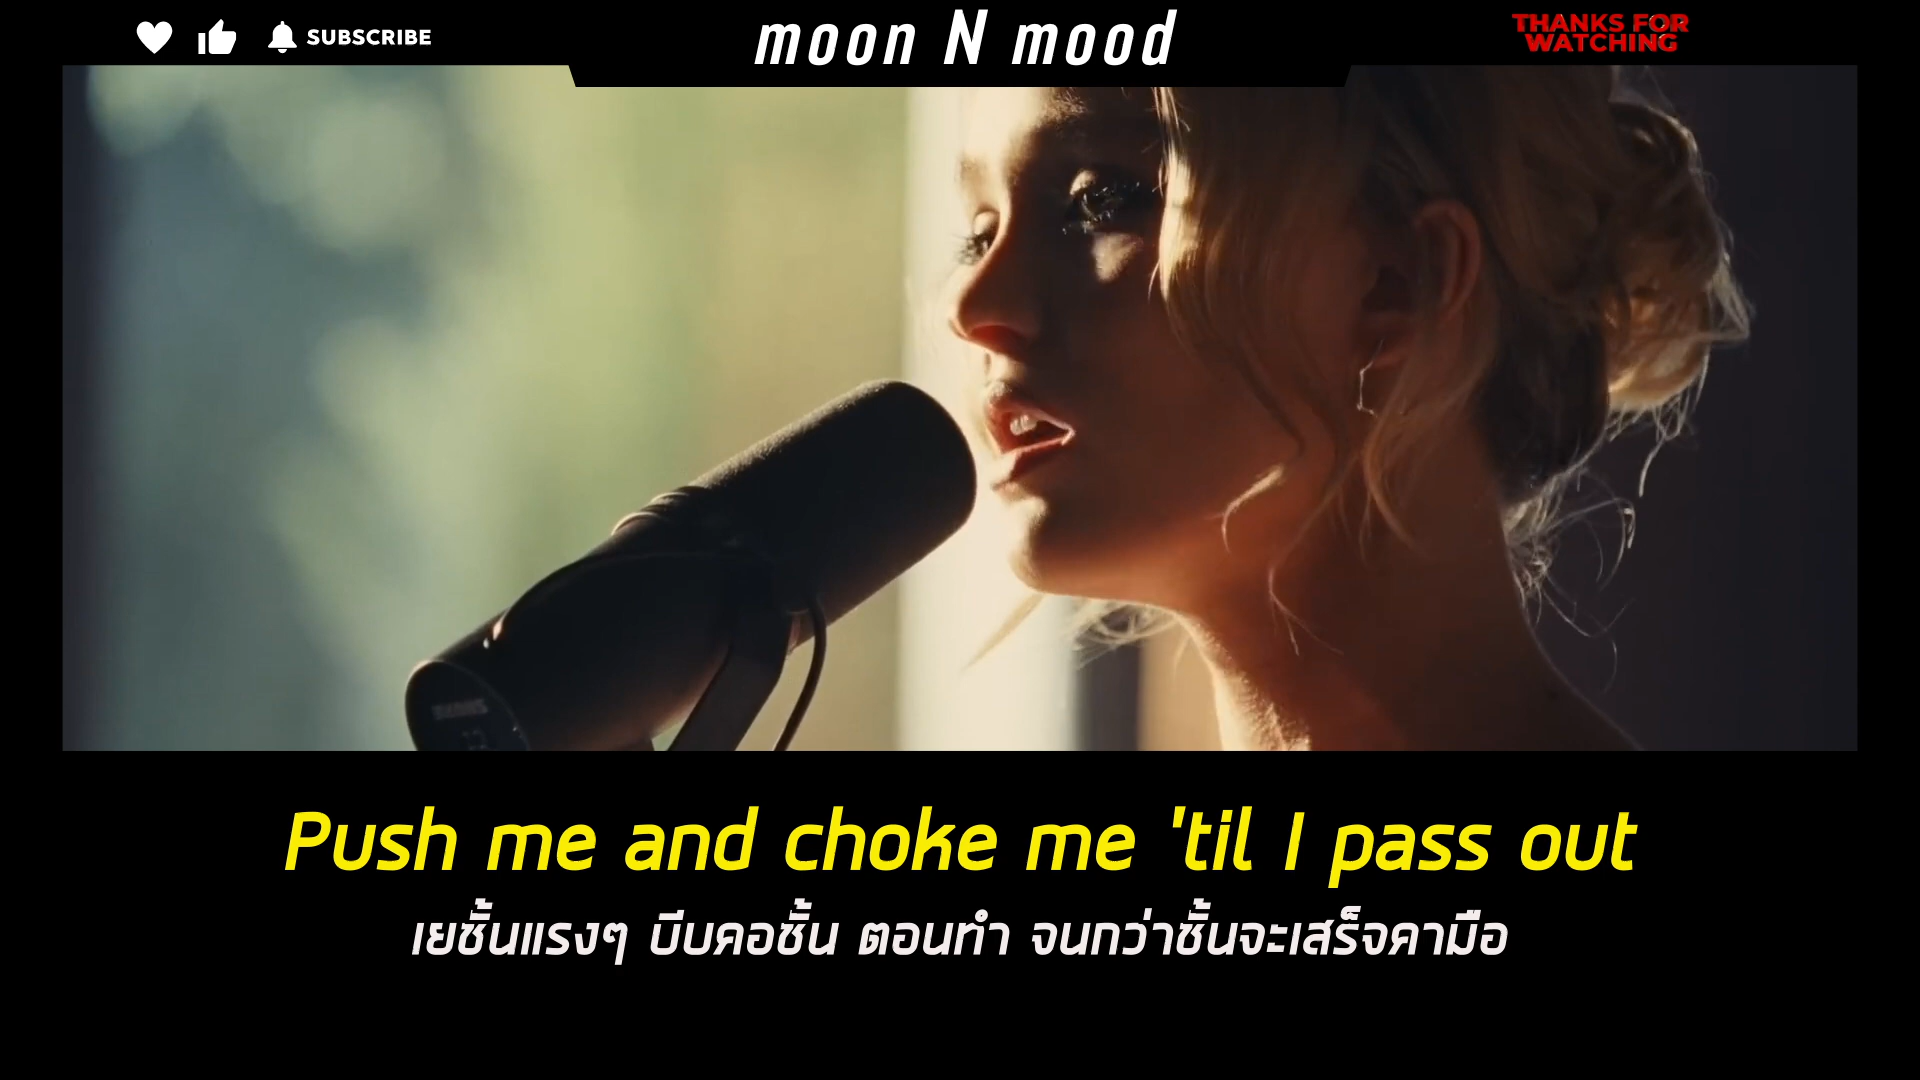 SUBSCRIBE
moon N mood
THANKS FOR
WATCHING
Push me and choke me 'til I pass out
เยซั้นแรงๆ บีบคอซั้น ตอนทำ จนกว่าซั้นจะเสร็จคามือ